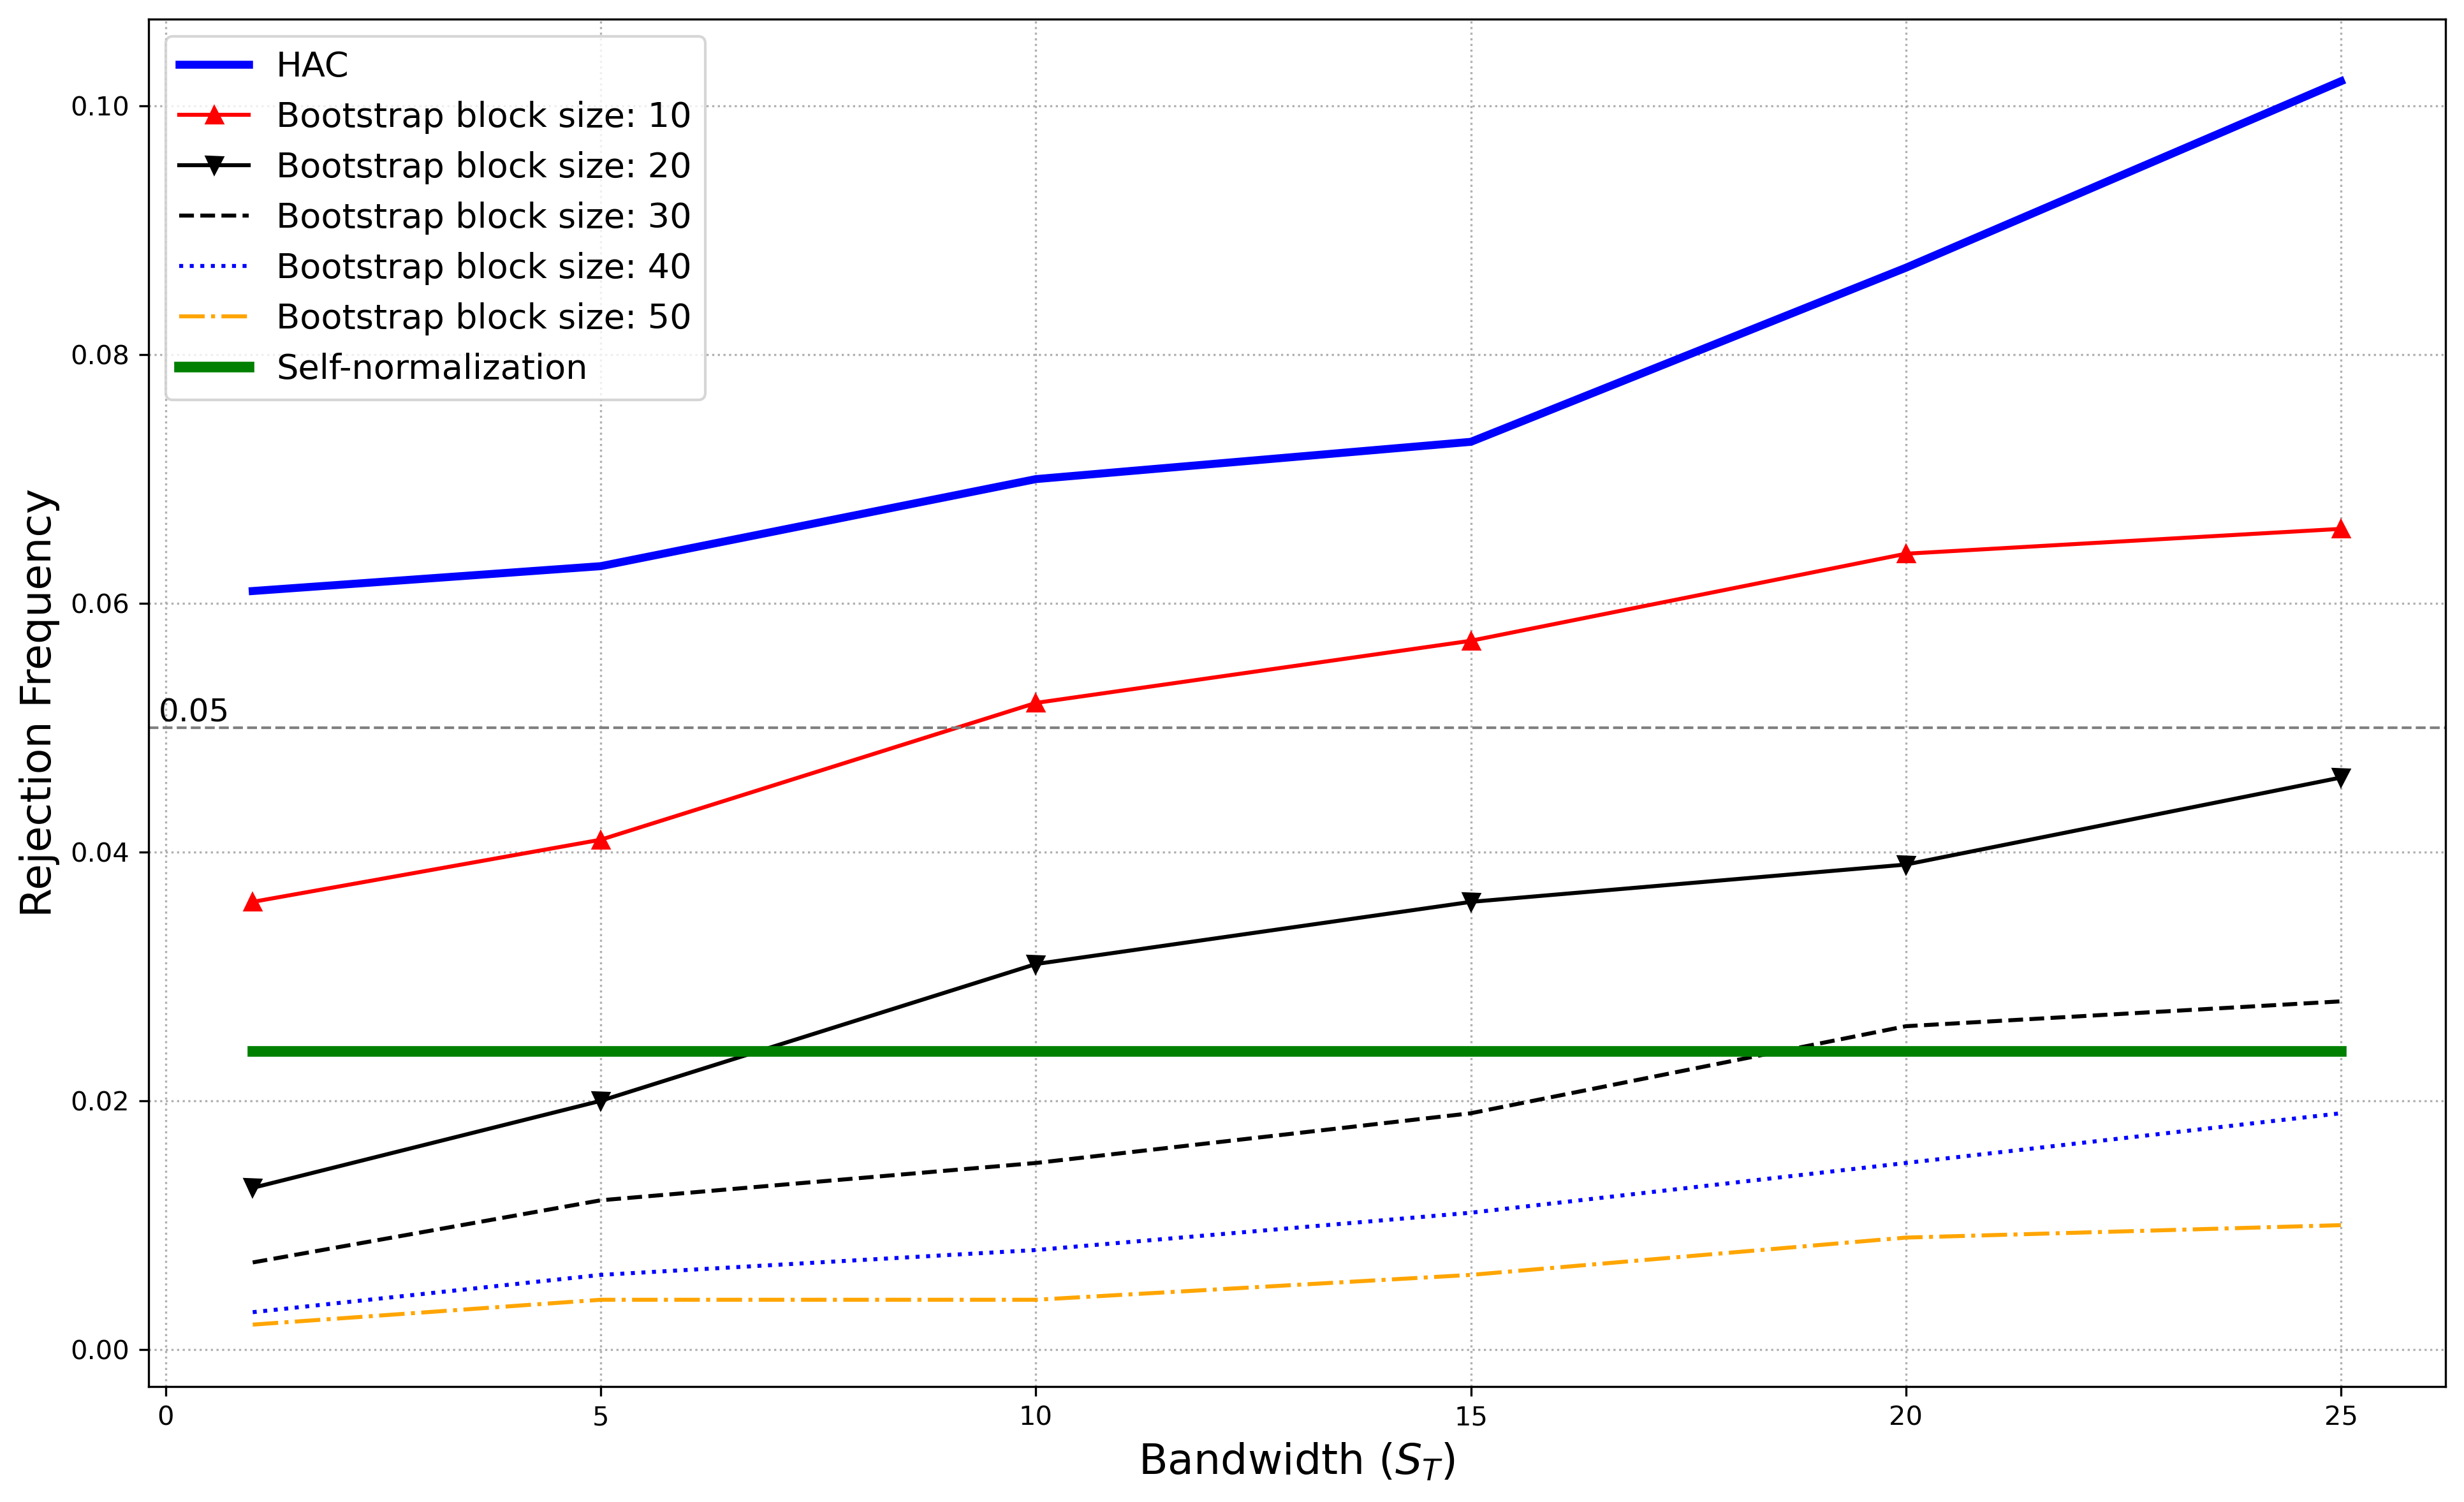 HAC
Bootstrap block size: 10
Bootstrap block size: 20
Bootstrap block size: 30
Bootstrap block size: 40
Bootstrap block size: 50
Self-normalization
0.10
0.08
0.06
0.05
0.04
0.02
0.00
Rejection Frequency
0 5 10 15 20 25
Bandwidth ($S_T$)